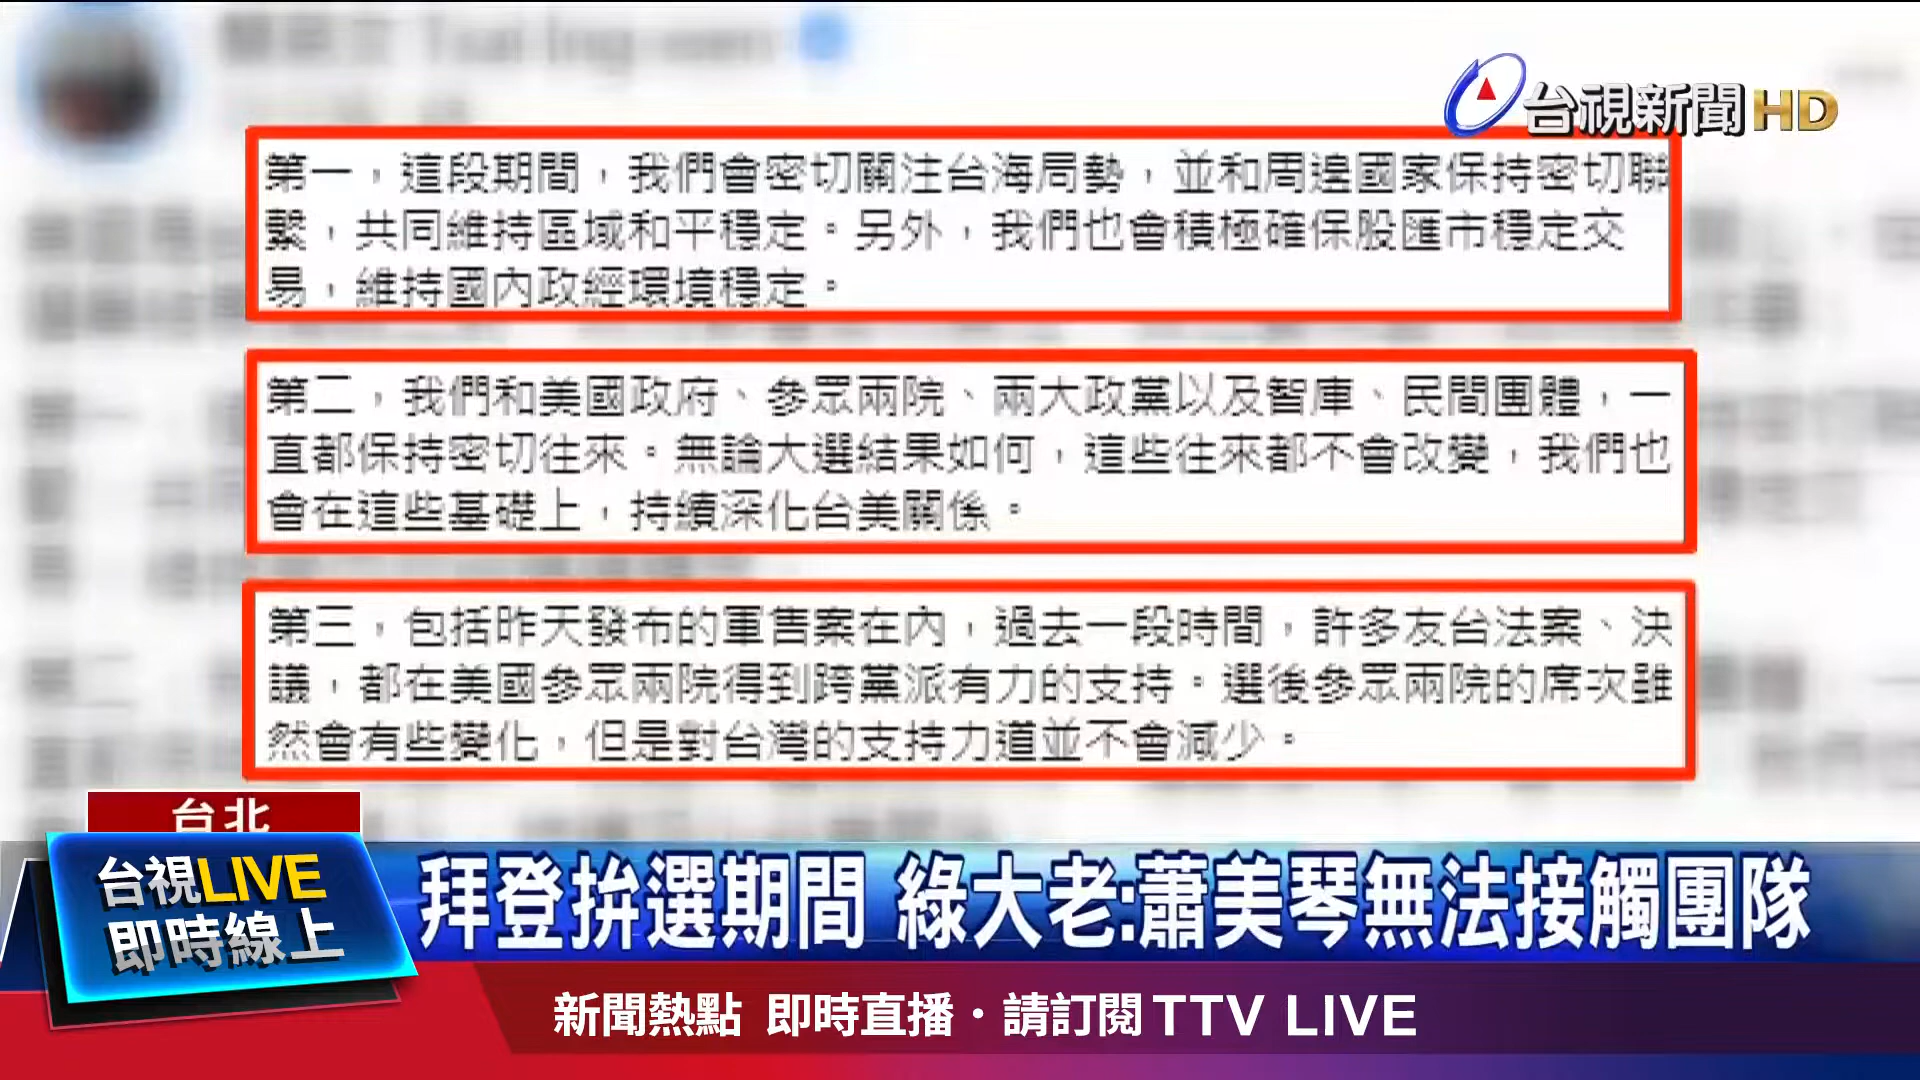 台視新聞HD
第一，這段期間，我們會密切關注台海局勢，並和周邊國家保持密切聯
繫，共同維持區域和平穩定。另外，我們也會積極確保股匯市穩定交
易，維持國內政經環境穩定。
第二，我們和美國政府、參眾兩院、兩大政黨以及智庫、民間團體，一
直都保持密切往來。無論大選結果如何，這些往來都不會改變，我們也
會在這些基礎上，持續深化台美關係。
第三，包括昨天發布的軍售案在內，過去一段時間，許多友台法案、決
議，都在美國參眾兩院得到跨黨派有力的支持。選後參眾兩院的席次雖
然會有些變化，但是對台灣的支持力道並不會減少。
台北
台視LIVE
即時線上
拜登拚選期間 綠大老:蕭美琴無法接觸團隊
新聞熱點 即時直播・請訂閱TTV LIVE